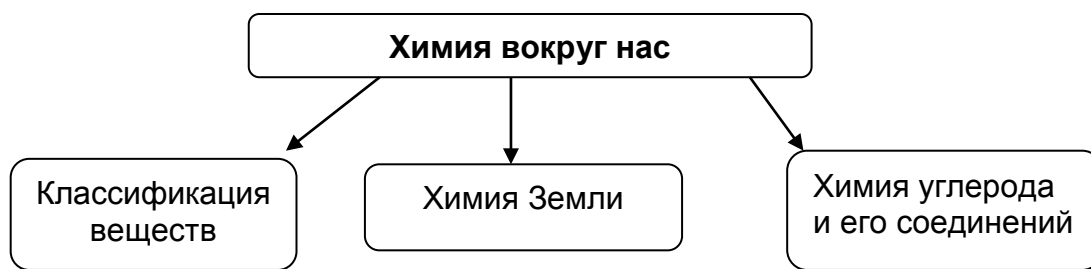 Химия вокруг нас
Классификация
веществ
Химия Земли
Химия углерода
и его соединений